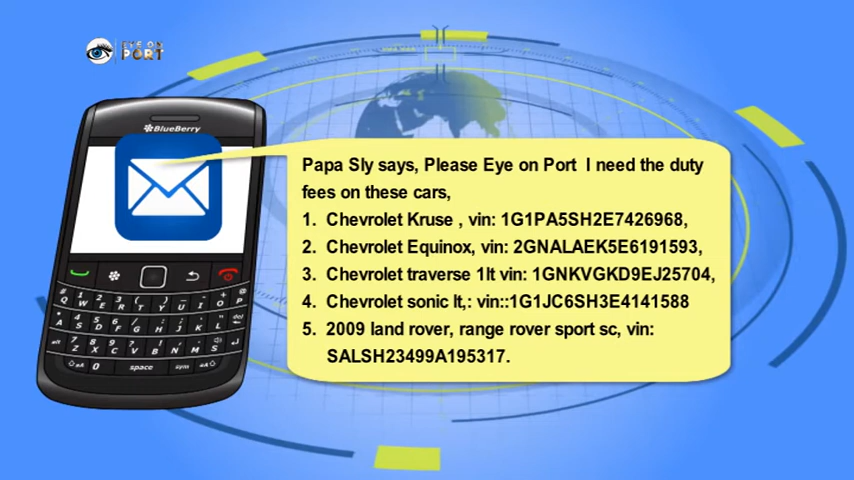 EYE ON
PORT
BlueBerry
Papa Sly says, Please Eye on Port I need the duty
fees on these cars,
1. Chevrolet Kruse , vin: 1G1PA5SH2E7426968,
2. Chevrolet Equinox, vin: 2GNALAEK5E6191593,
3. Chevrolet traverse 1lt vin: 1GNKVGKD9EJ25704,
4. Chevrolet sonic lt,: vin::1G1JC6SH3E4141588
5. 2009 land rover, range rover sport sc, vin:
SALSH23499A195317.
space